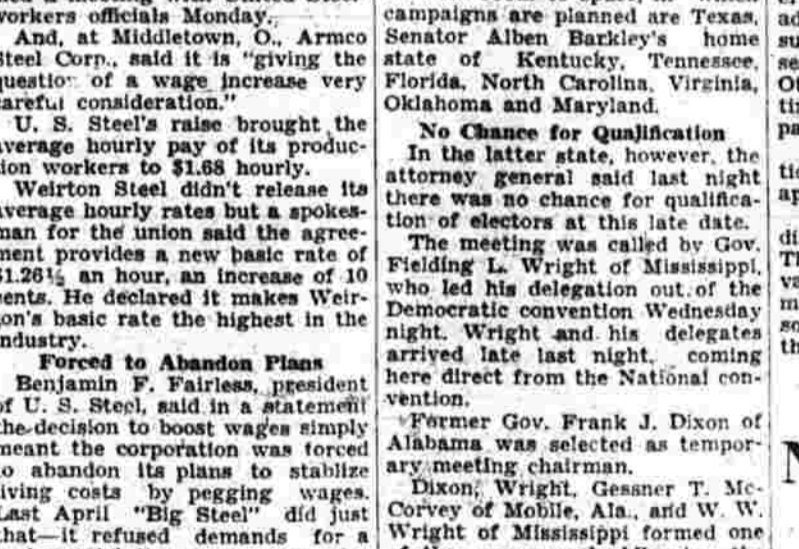 workers officials Monday.
And, at Middletown, O., Armco
Steel Corp., said it is "giving the
question of a wage increase very
careful consideration."
U. S. Steel's raise brought the
average hourly pay of its produc-
tion workers to $1.68 hourly.
Weirton Steel didn't release its
average hourly rates but a spokes-
man for the union said the agree-
ment provides a new basic rate of
$1.26½ an hour, an increase of 10
cents. He declared it makes Weir-
ton's basic rate the highest in the
industry.
Forced to Abandon Plans
Benjamin F. Fairless, president
of U. S. Steel, said in a statement
the decision to boost wages simply
meant the corporation was forced
to abandon its plans to stablize
living costs by pegging wages.
Last April "Big Steel" did just
that—it refused demands for a
campaigns are planned are Texas,
Senator Alben Barkley's home
state of Kentucky, Tennessee,
Florida, North Carolina, Virginia,
Oklahoma and Maryland.
No Chance for Qualification
In the latter state, however, the
attorney general said last night
there was no chance for qualifica-
tion of electors at this late date.
The meeting was called by Gov.
Fielding L. Wright of Mississippi,
who led his delegation out of the
Democratic convention Wednesday
night. Wright and his delegates
arrived late last night, coming
here direct from the National con-
vention.
Former Gov. Frank J. Dixon of
Alabama was selected as tempor-
ary meeting chairman.
Dixon, Wright, Gessner T. Mc-
Corvey of Mobile, Ala., and W. W.
Wright of Mississippi formed one